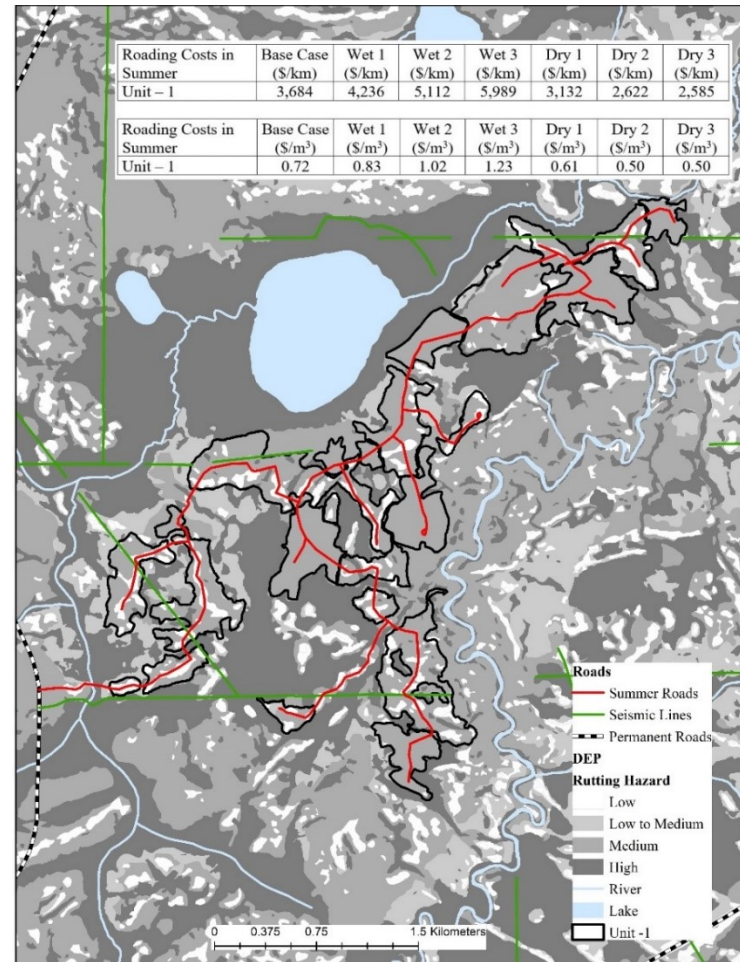 Roading Costs in Summer Base Case ($/km) Wet 1 ($/km) Wet 2 ($/km) Wet 3 ($/km) Dry 1 ($/km) Dry 2 ($/km) Dry 3 ($/km)
Unit – 1 3,684 4,236 5,112 5,989 3,132 2,622 2,585
Roading Costs in Summer Base Case ($/m³) Wet 1 ($/m³) Wet 2 ($/m³) Wet 3 ($/m³) Dry 1 ($/m³) Dry 2 ($/m³) Dry 3 ($/m³)
Unit – 1 0.72 0.83 1.02 1.23 0.61 0.50 0.50
Roads
Summer Roads
Seismic Lines
Permanent Roads
DEP
Rutting Hazard
Low
Low to Medium
Medium
High
River
Lake
Unit -1
0 0.375 0.75 1.5 Kilometers